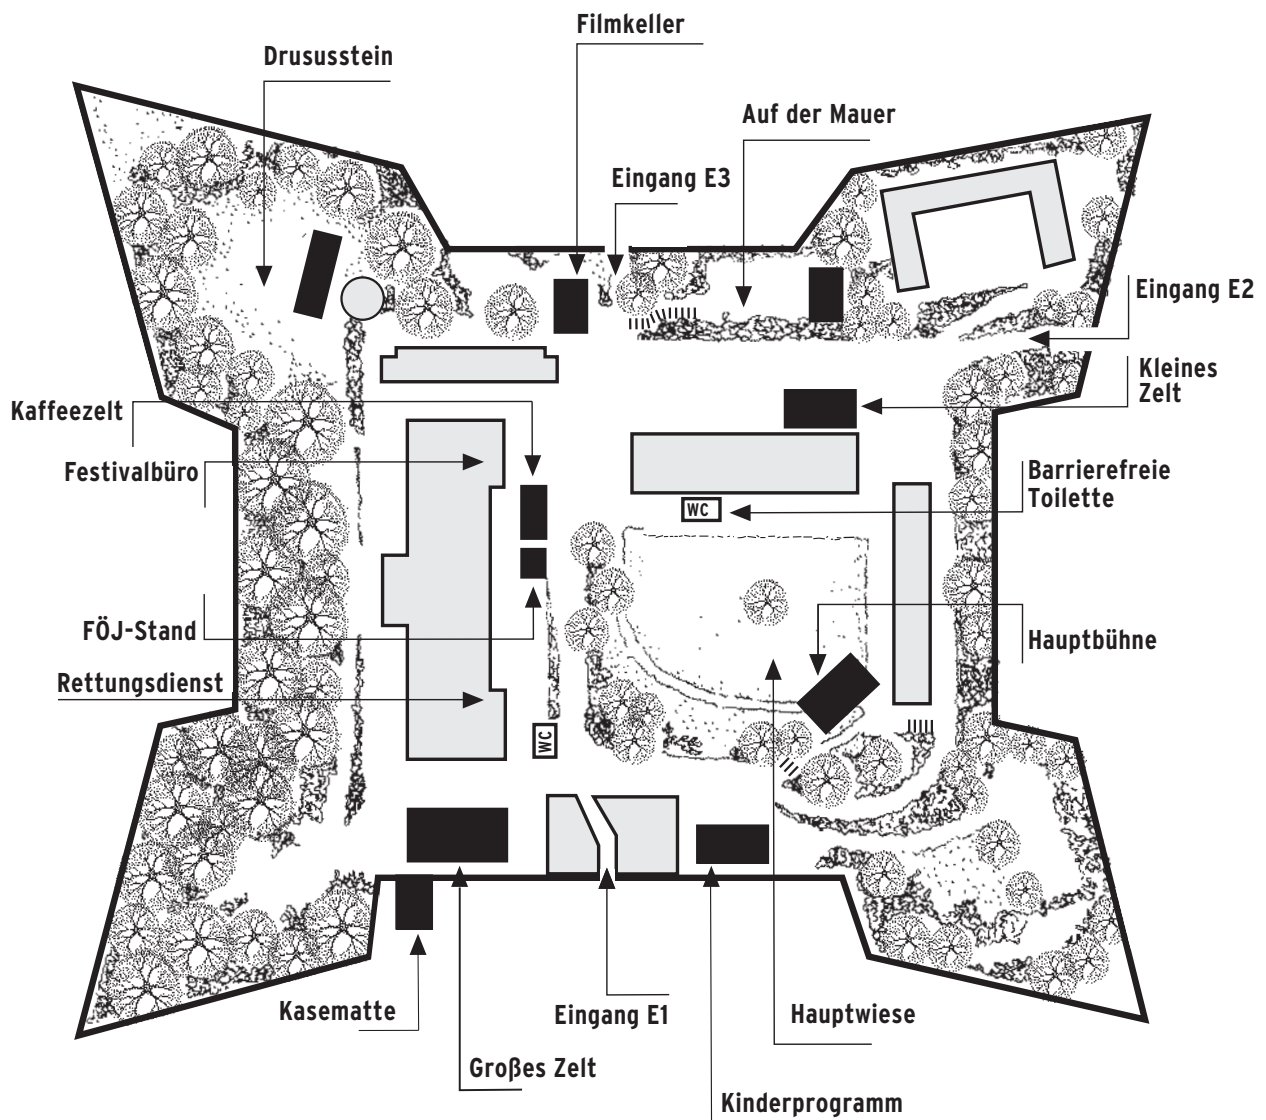 Filmkeller
Drususstein
Auf der Mauer
Eingang E3
Eingang E2
Kleines
Zelt
Kaffeezelt
Festivalbüro
Barrierefreie
Toilette
WC
FÖJ-Stand
Hauptbühne
Rettungsdienst
WC
Kasematte
Eingang E1
Hauptwiese
Großes Zelt
Kinderprogramm